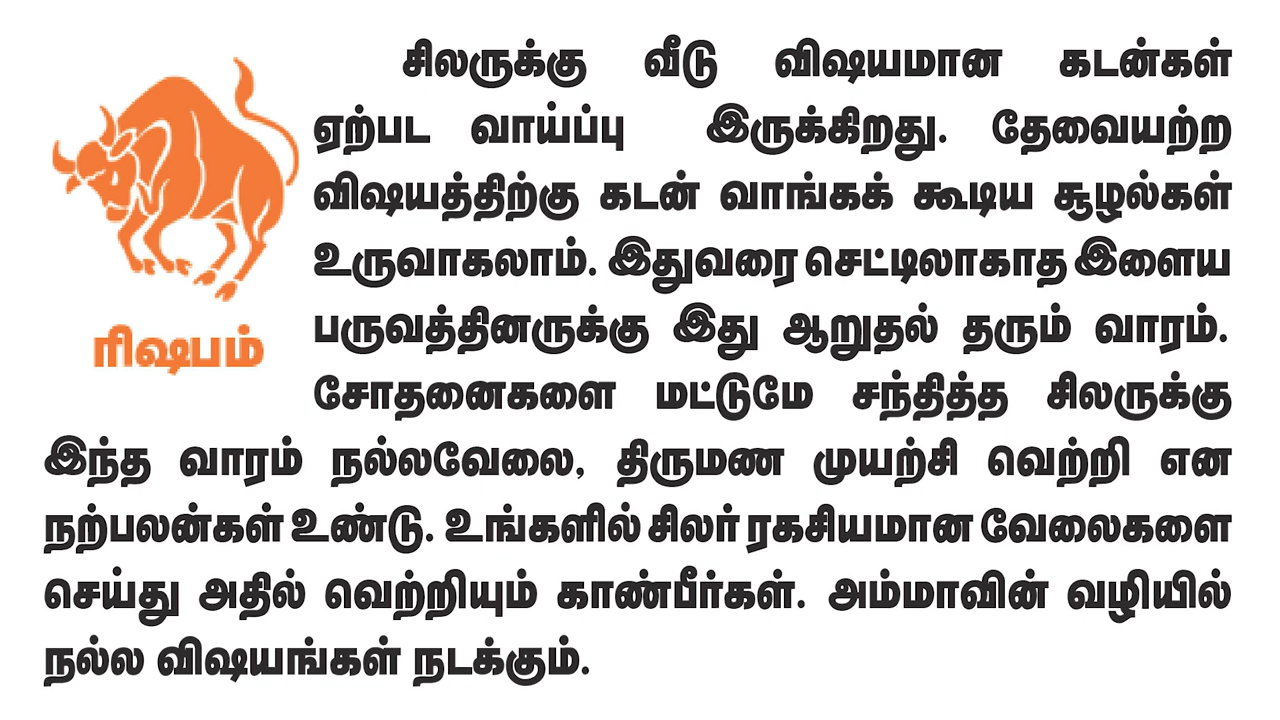 சிலருக்கு வீடு விஷயமான கடன்கள்
ஏற்பட வாய்ப்பு இருக்கிறது. தேவையற்ற
விஷயத்திற்கு கடன் வாங்கக் கூடிய சூழல்கள்
உருவாகலாம். இதுவரை செட்டிலாகாத இளைய
பருவத்தினருக்கு இது ஆறுதல் தரும் வாரம்.
ரிஷபம்
சோதனைகளை மட்டுமே சந்தித்த சிலருக்கு
இந்த வாரம் நல்லவேலை, திருமண முயற்சி வெற்றி என
நற்பலன்கள் உண்டு. உங்களில் சிலர் ரகசியமான வேலைகளை
செய்து அதில் வெற்றியும் காண்பீர்கள். அம்மாவின் வழியில்
நல்ல விஷயங்கள் நடக்கும்.